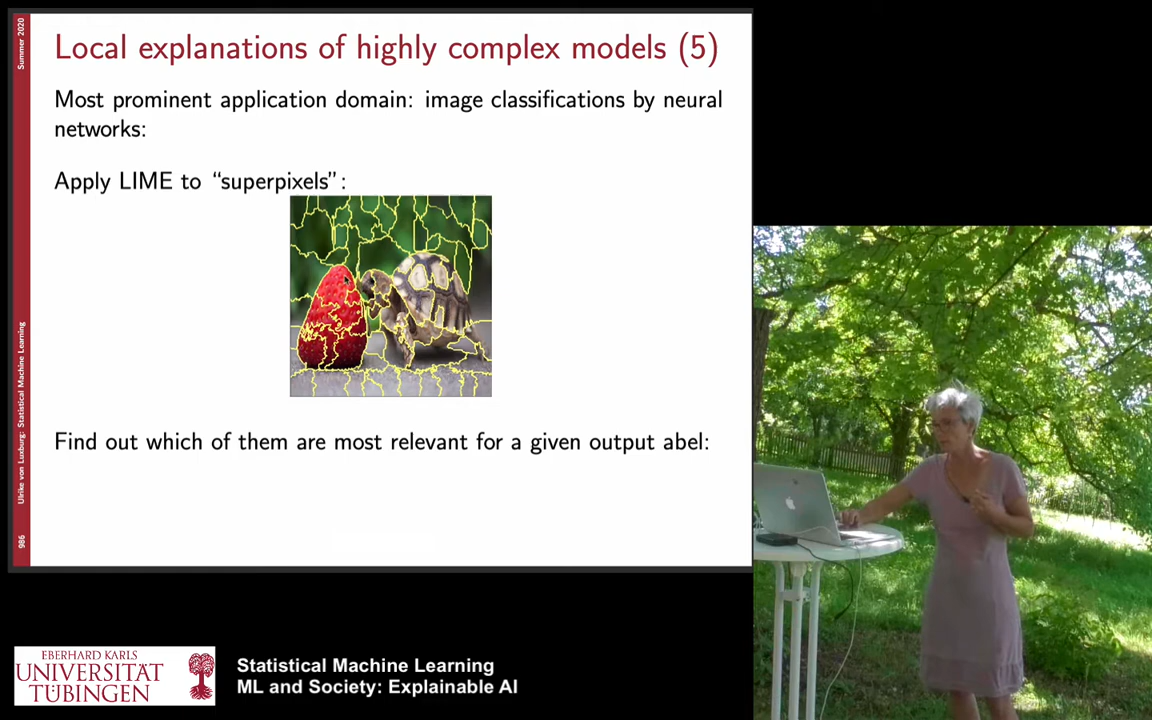 Summer 2020
Local explanations of highly complex models (5)
Most prominent application domain: image classifications by neural
networks:
Apply LIME to “superpixels”:
Find out which of them are most relevant for a given output abel:
Ulrike von Luxburg: Statistical Machine Learning
986
EBERHARD KARLS
UNIVERSITÄT
TÜBINGEN
Statistical Machine Learning
ML and Society: Explainable AI